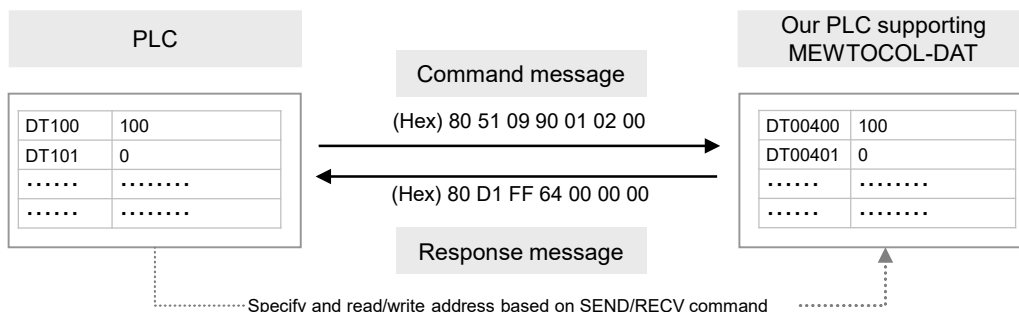 PLC
Our PLC supporting
MEWTOCOL-DAT
Command message
(Hex) 80 51 09 90 01 02 00
DT100 100
DT101 0
...... ........
...... ........
DT00400 100
DT00401 0
...... ........
...... ........
(Hex) 80 D1 FF 64 00 00 00
Response message
Specify and read/write address based on SEND/RECV command